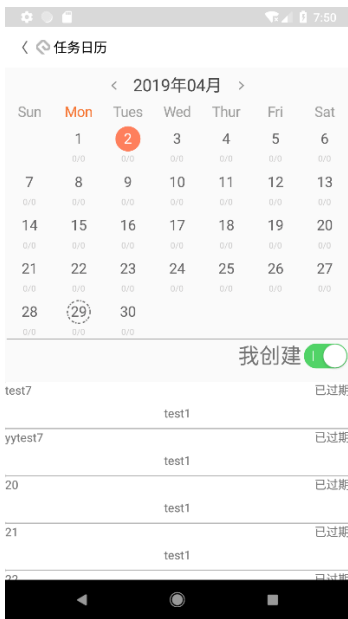 7:50
任务日历
< 2019年04月 >
Sun Mon Tues Wed Thur Fri Sat
1 2 3 4 5 6
0/0 0/0 0/0 0/0 0/0
7 8 9 10 11 12 13
0/0 0/0 0/0 0/0 0/0 0/0 0/0
14 15 16 17 18 19 20
0/0 0/0 0/0 0/0 0/0 0/0 0/0
21 22 23 24 25 26 27
0/0 0/0 0/0 0/0 0/0 0/0 0/0
28 29 30
0/0 0/0 0/0
我创建
test7 已过期
test1
yytest7 已过期
test1
20 已过期
test1
21 已过期
test1
22 已过期